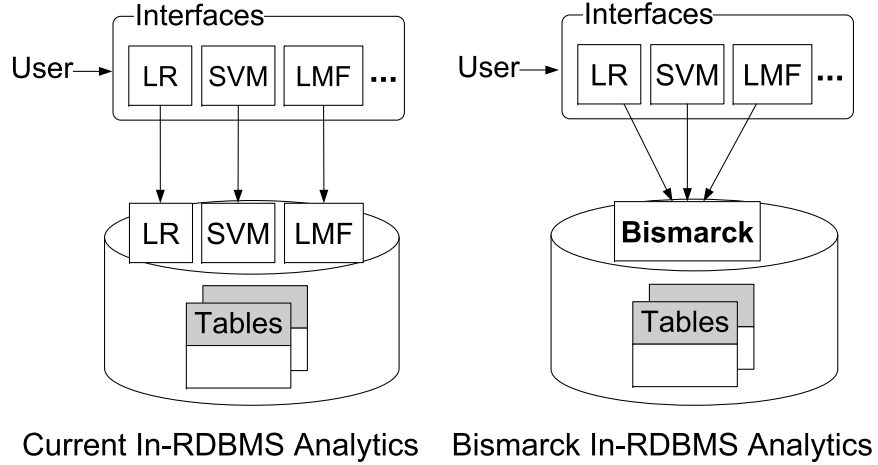 Interfaces
User
LR SVM LMF ...
LR SVM LMF
Tables
Current In-RDBMS Analytics
Interfaces
User
LR SVM LMF ...
Bismarck
Tables
Bismarck In-RDBMS Analytics